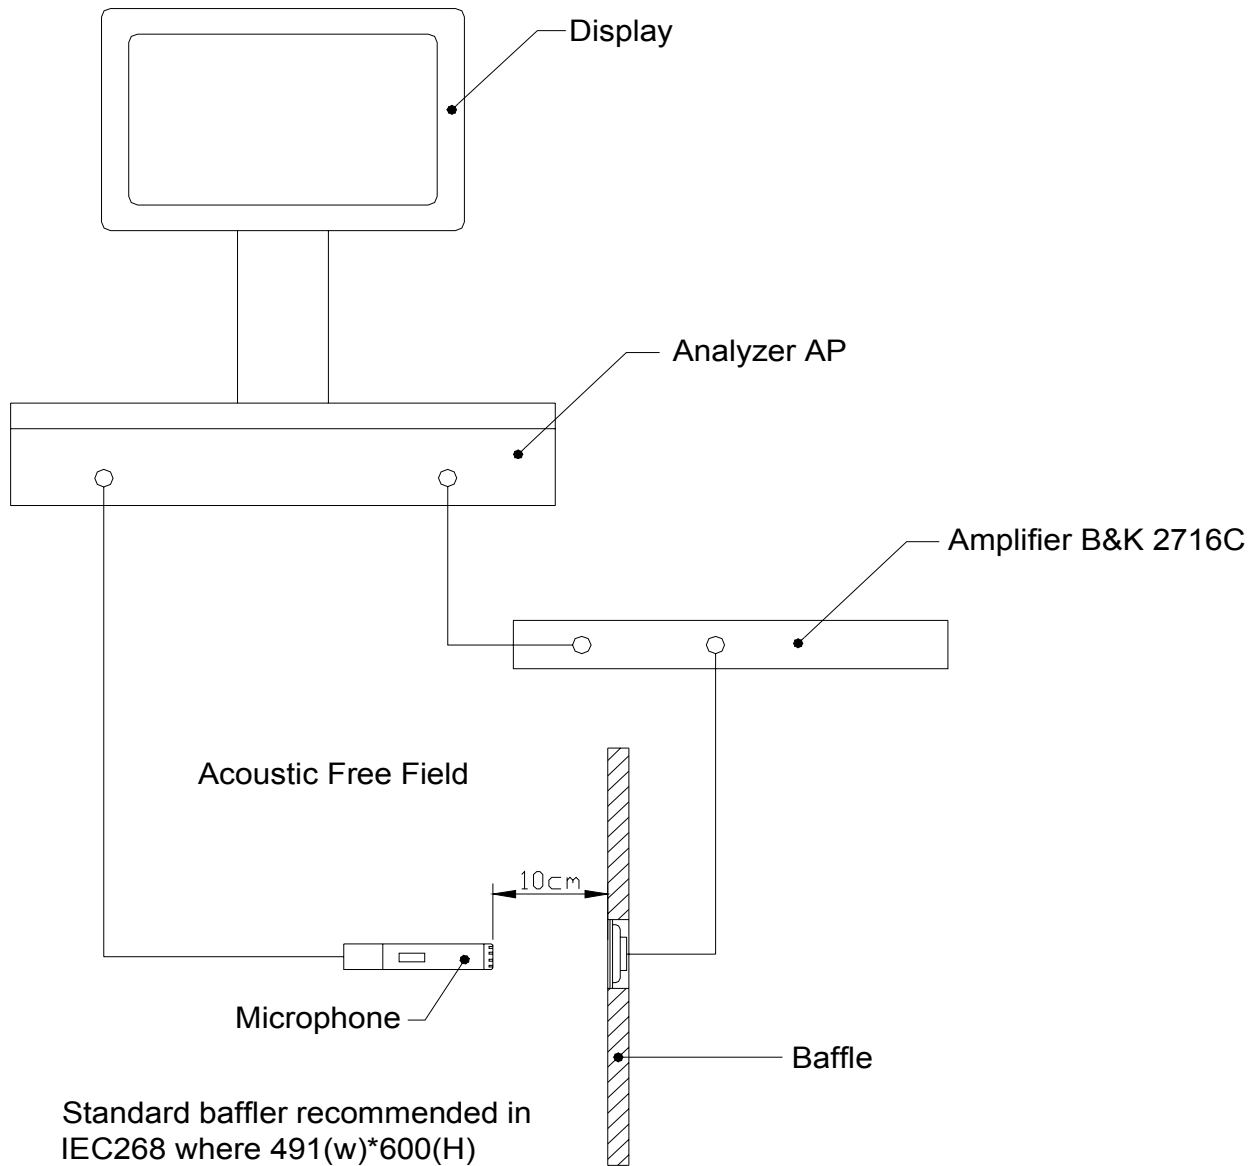 Display
Analyzer AP
Amplifier B&K 2716C
Acoustic Free Field
10cm
Microphone
Baffle
Standard baffler recommended in
IEC268 where 491(w)*600(H)